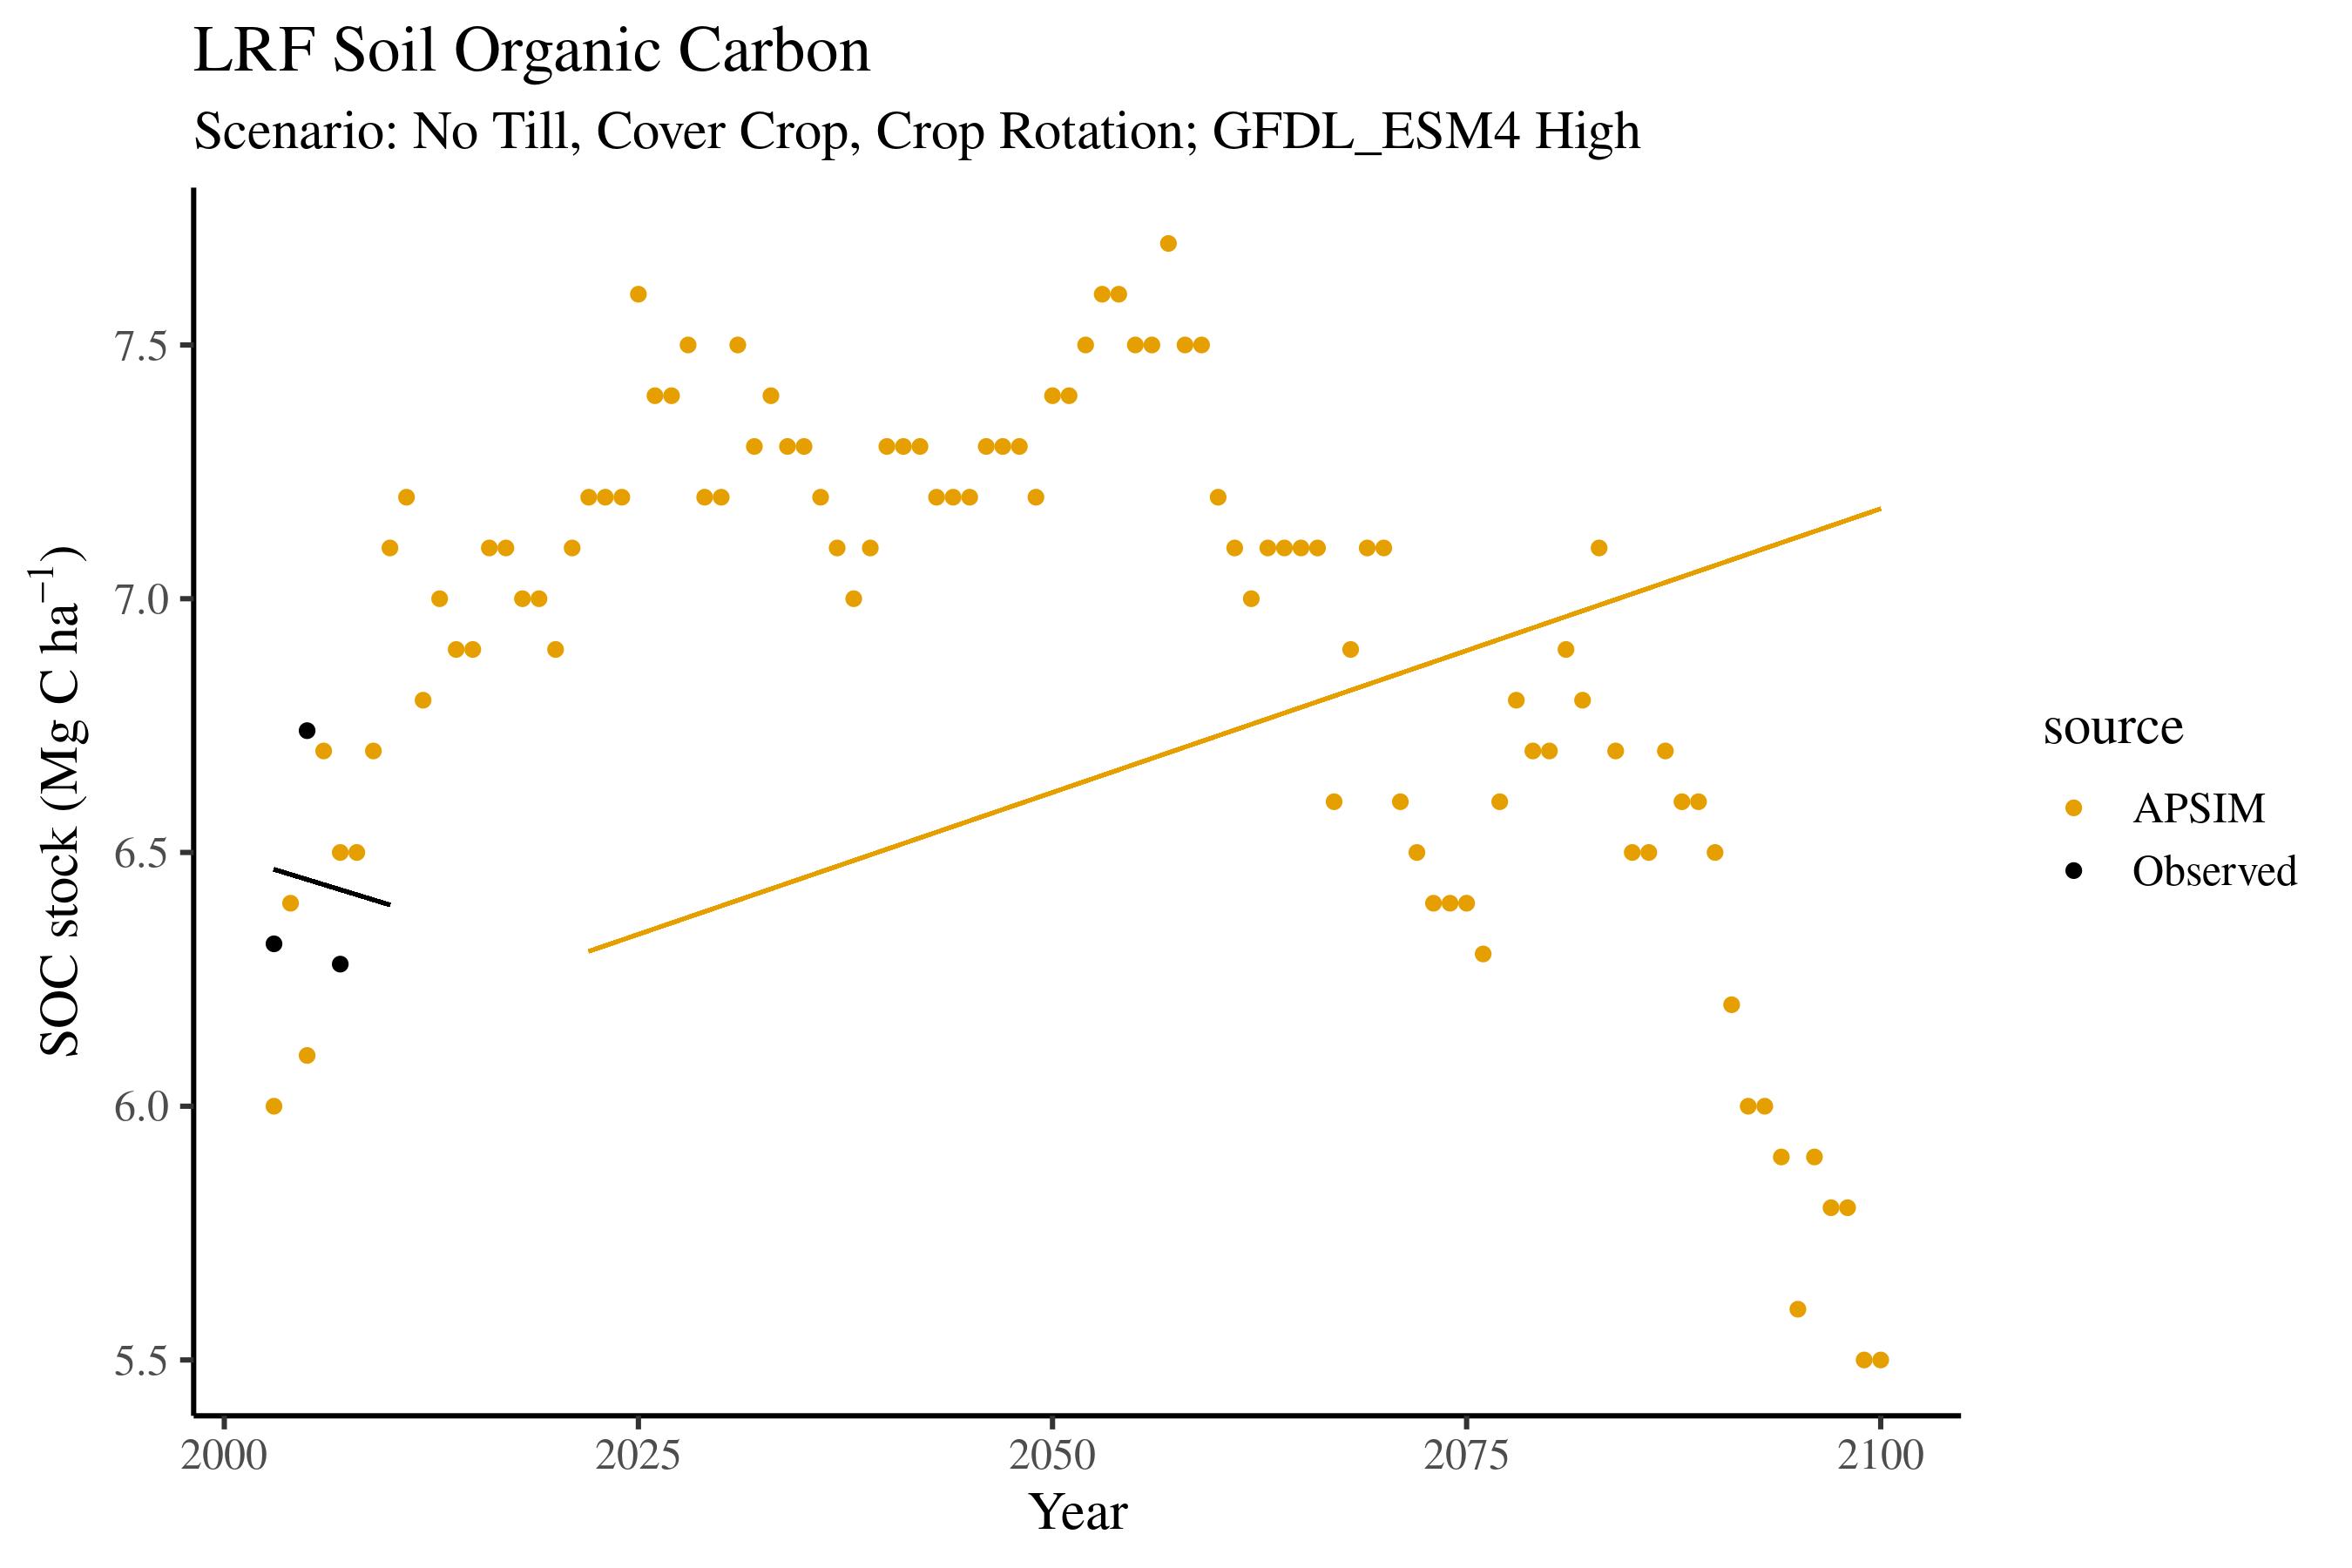 LRF Soil Organic Carbon
Scenario: No Till, Cover Crop, Crop Rotation; GFDL_ESM4 High
SOC stock (Mg C ha⁻¹)
7.5
7.0
6.5
6.0
5.5
2000 2025 2050 2075 2100
Year
source
APSIM
Observed